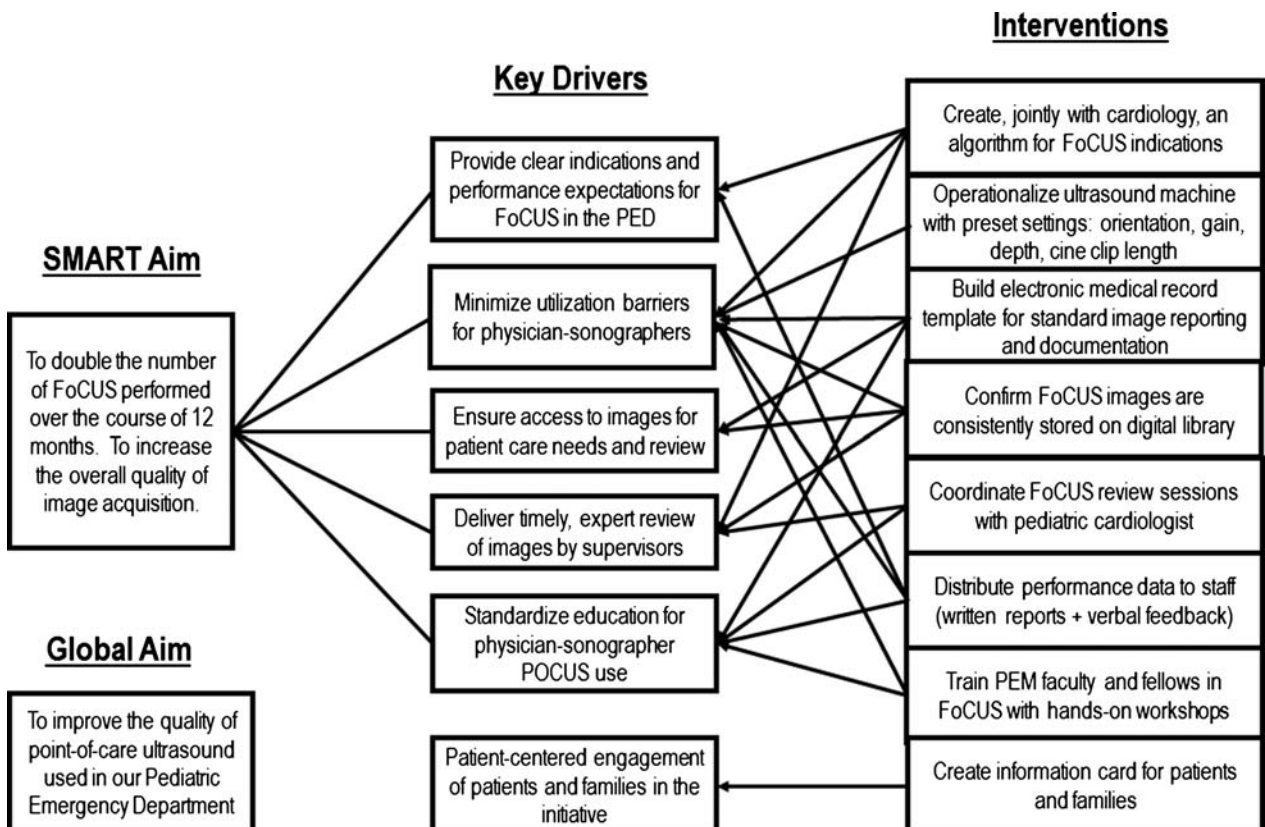 SMART Aim
To double the number
of FoCUS performed
over the course of 12
months. To increase
the overall quality of
image acquisition.
Global Aim
To improve the quality of
point-of-care ultrasound
used in our Pediatric
Emergency Department
Key Drivers
Provide clear indications and
performance expectations for
FoCUS in the PED
Minimize utilization barriers
for physician-sonographers
Ensure access to images for
patient care needs and review
Deliver timely, expert review
of images by supervisors
Standardize education for
physician-sonographer
POCUS use
Patient-centered engagement
of patients and families in the
initiative
Interventions
Create, jointly with cardiology, an
algorithm for FoCUS indications
Operationalize ultrasound machine
with preset settings: orientation, gain,
depth, cine clip length
Build electronic medical record
template for standard image reporting
and documentation
Confirm FoCUS images are
consistently stored on digital library
Coordinate FoCUS review sessions
with pediatric cardiologist
Distribute performance data to staff
(written reports + verbal feedback)
Train PEM faculty and fellows in
FoCUS with hands-on workshops
Create information card for patients
and families